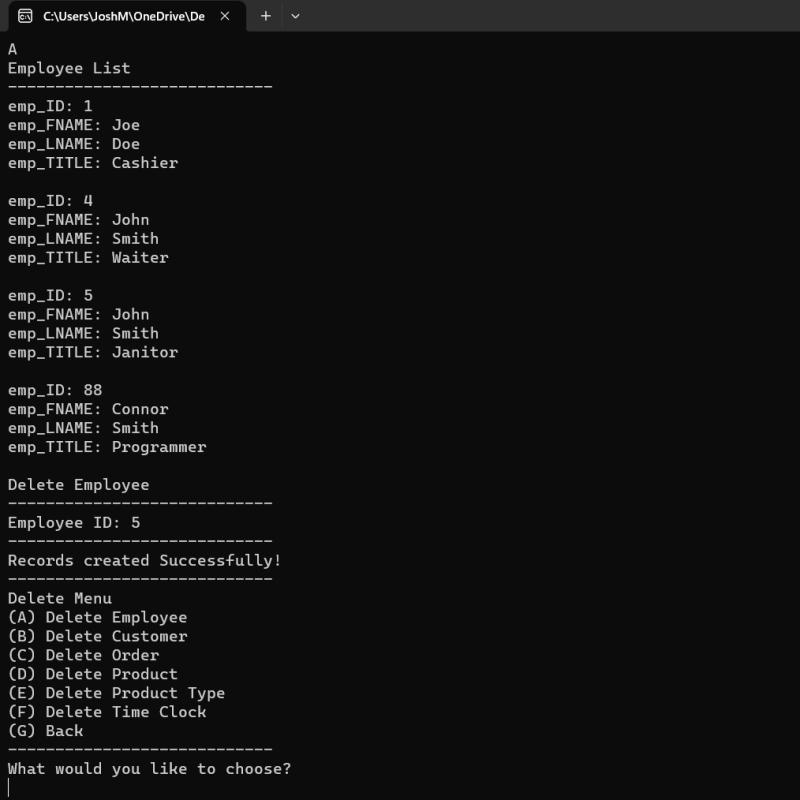 C:\Users\JoshM\OneDrive\De
A
Employee List
----------------------------
emp_ID: 1
emp_FNAME: Joe
emp_LNAME: Doe
emp_TITLE: Cashier
emp_ID: 4
emp_FNAME: John
emp_LNAME: Smith
emp_TITLE: Waiter
emp_ID: 5
emp_FNAME: John
emp_LNAME: Smith
emp_TITLE: Janitor
emp_ID: 88
emp_FNAME: Connor
emp_LNAME: Smith
emp_TITLE: Programmer
Delete Employee
----------------------------
Employee ID: 5
----------------------------
Records created Successfully!
----------------------------
Delete Menu
(A) Delete Employee
(B) Delete Customer
(C) Delete Order
(D) Delete Product
(E) Delete Product Type
(F) Delete Time Clock
(G) Back
----------------------------
What would you like to choose?